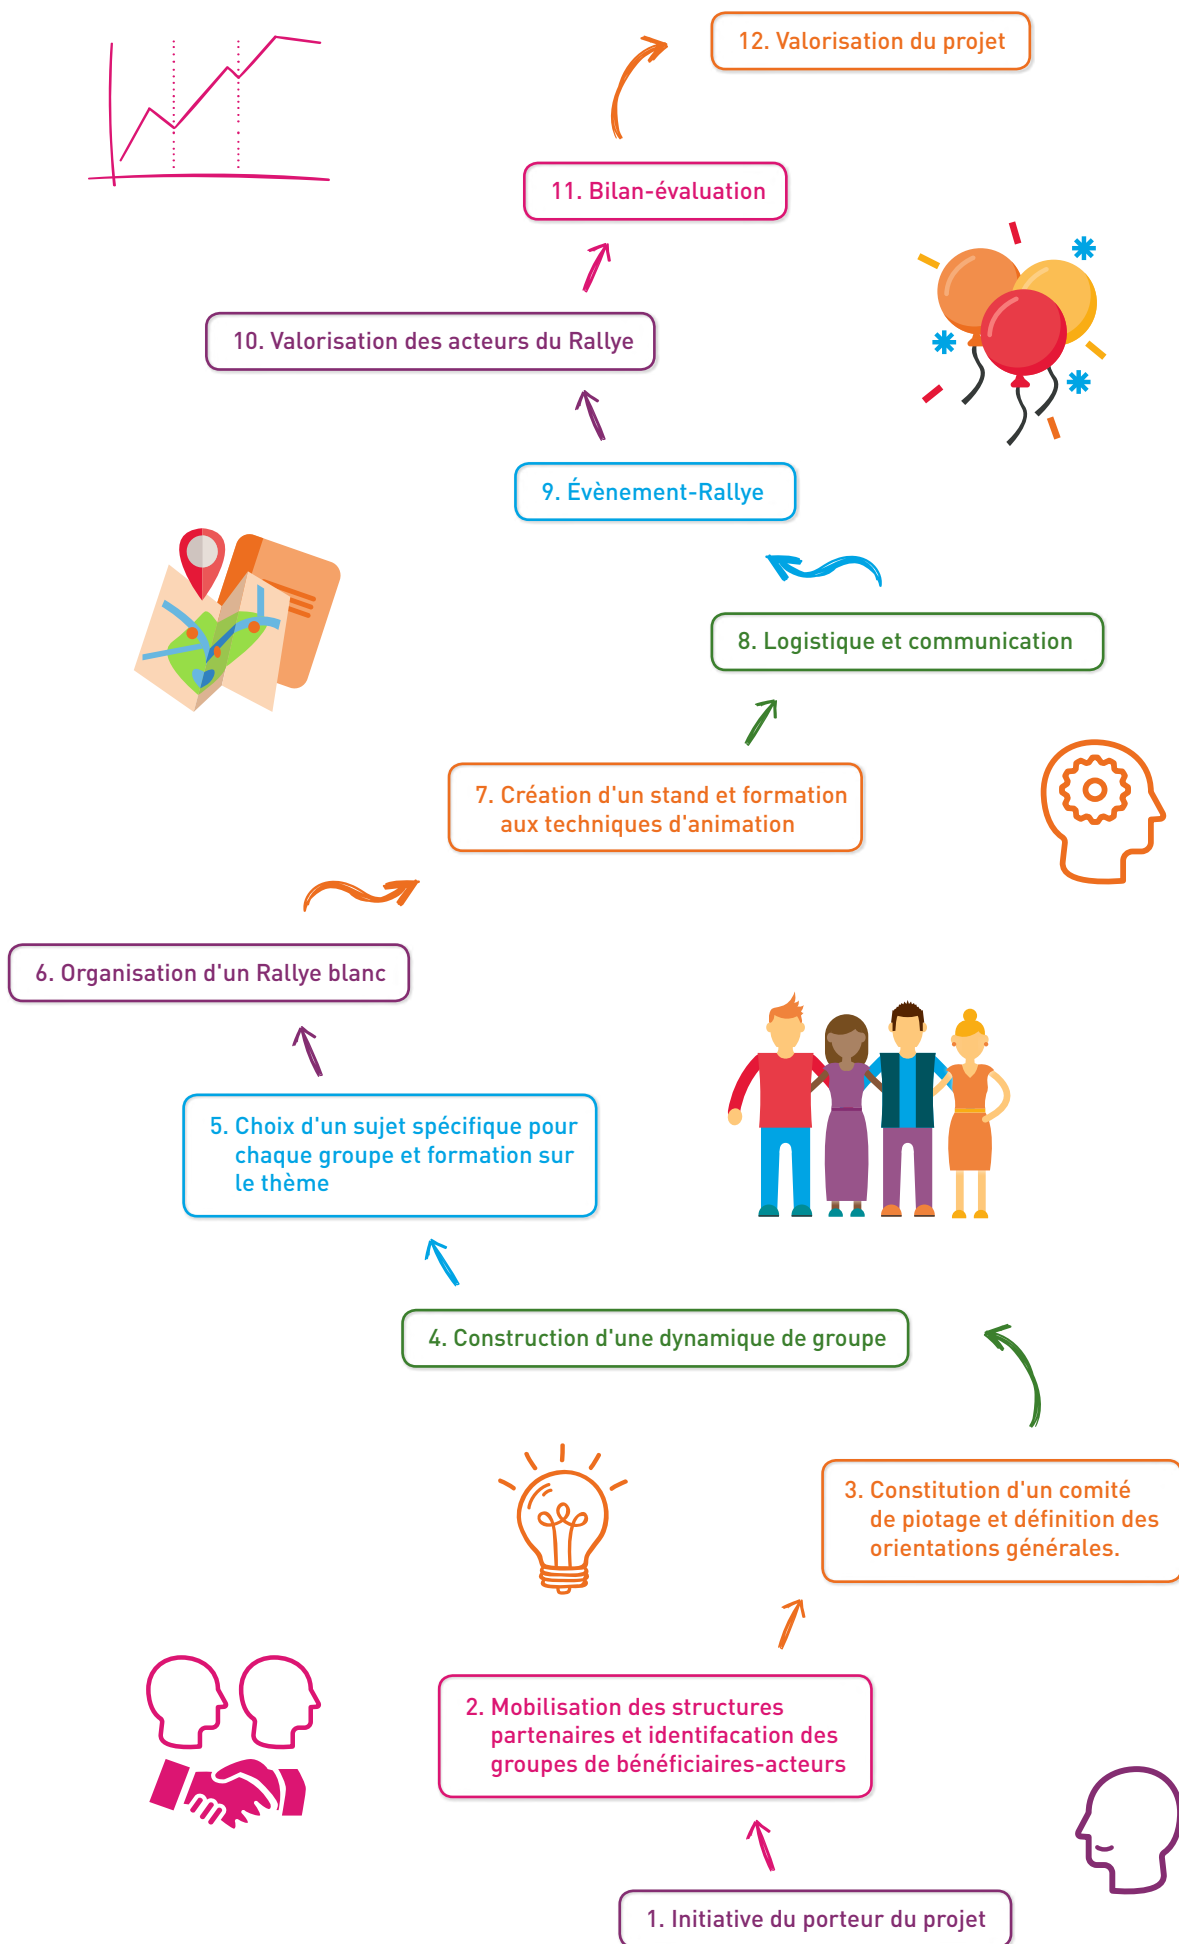 12. Valorisation du projet
11. Bilan-évaluation
10. Valorisation des acteurs du Rallye
9. Évènement-Rallye
8. Logistique et communication
7. Création d'un stand et formation
aux techniques d'animation
6. Organisation d'un Rallye blanc
5. Choix d'un sujet spécifique pour
chaque groupe et formation sur
le thème
4. Construction d'une dynamique de groupe
3. Constitution d'un comité
de piotage et définition des
orientations générales.
2. Mobilisation des structures
partenaires et identifacation des
groupes de bénéficiaires-acteurs
1. Initiative du porteur du projet